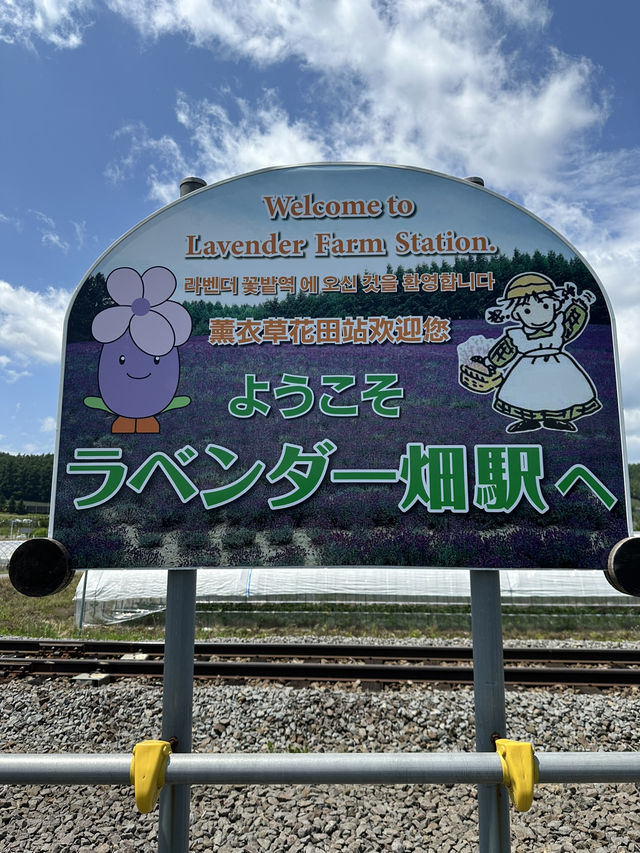 Welcome to
Lavender Farm Station.
라벤더 꽃밭역 에 오신 것을 환영합니다
薰衣草花田站欢迎您
ようこそ
ラベンダー畑駅へ